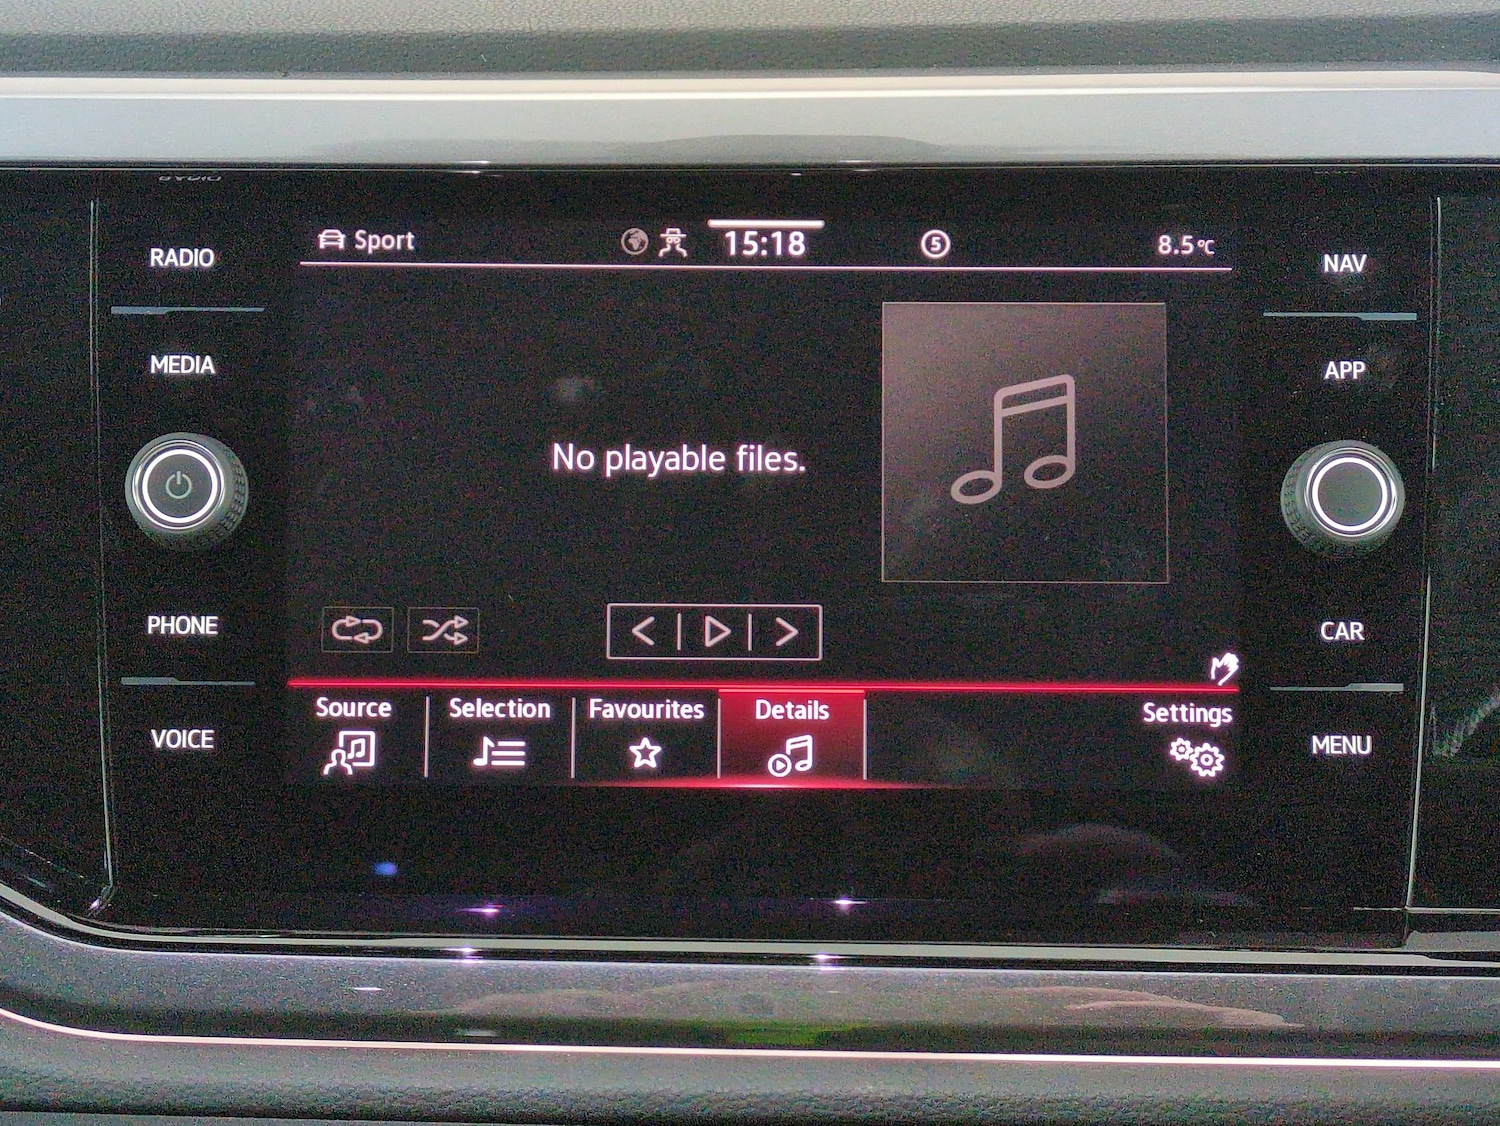 RADIO
MEDIA
PHONE
VOICE
Sport
15:18
5
8.5°C
No playable files.
Source
Selection
Favourites
Details
Settings
NAV
APP
CAR
MENU